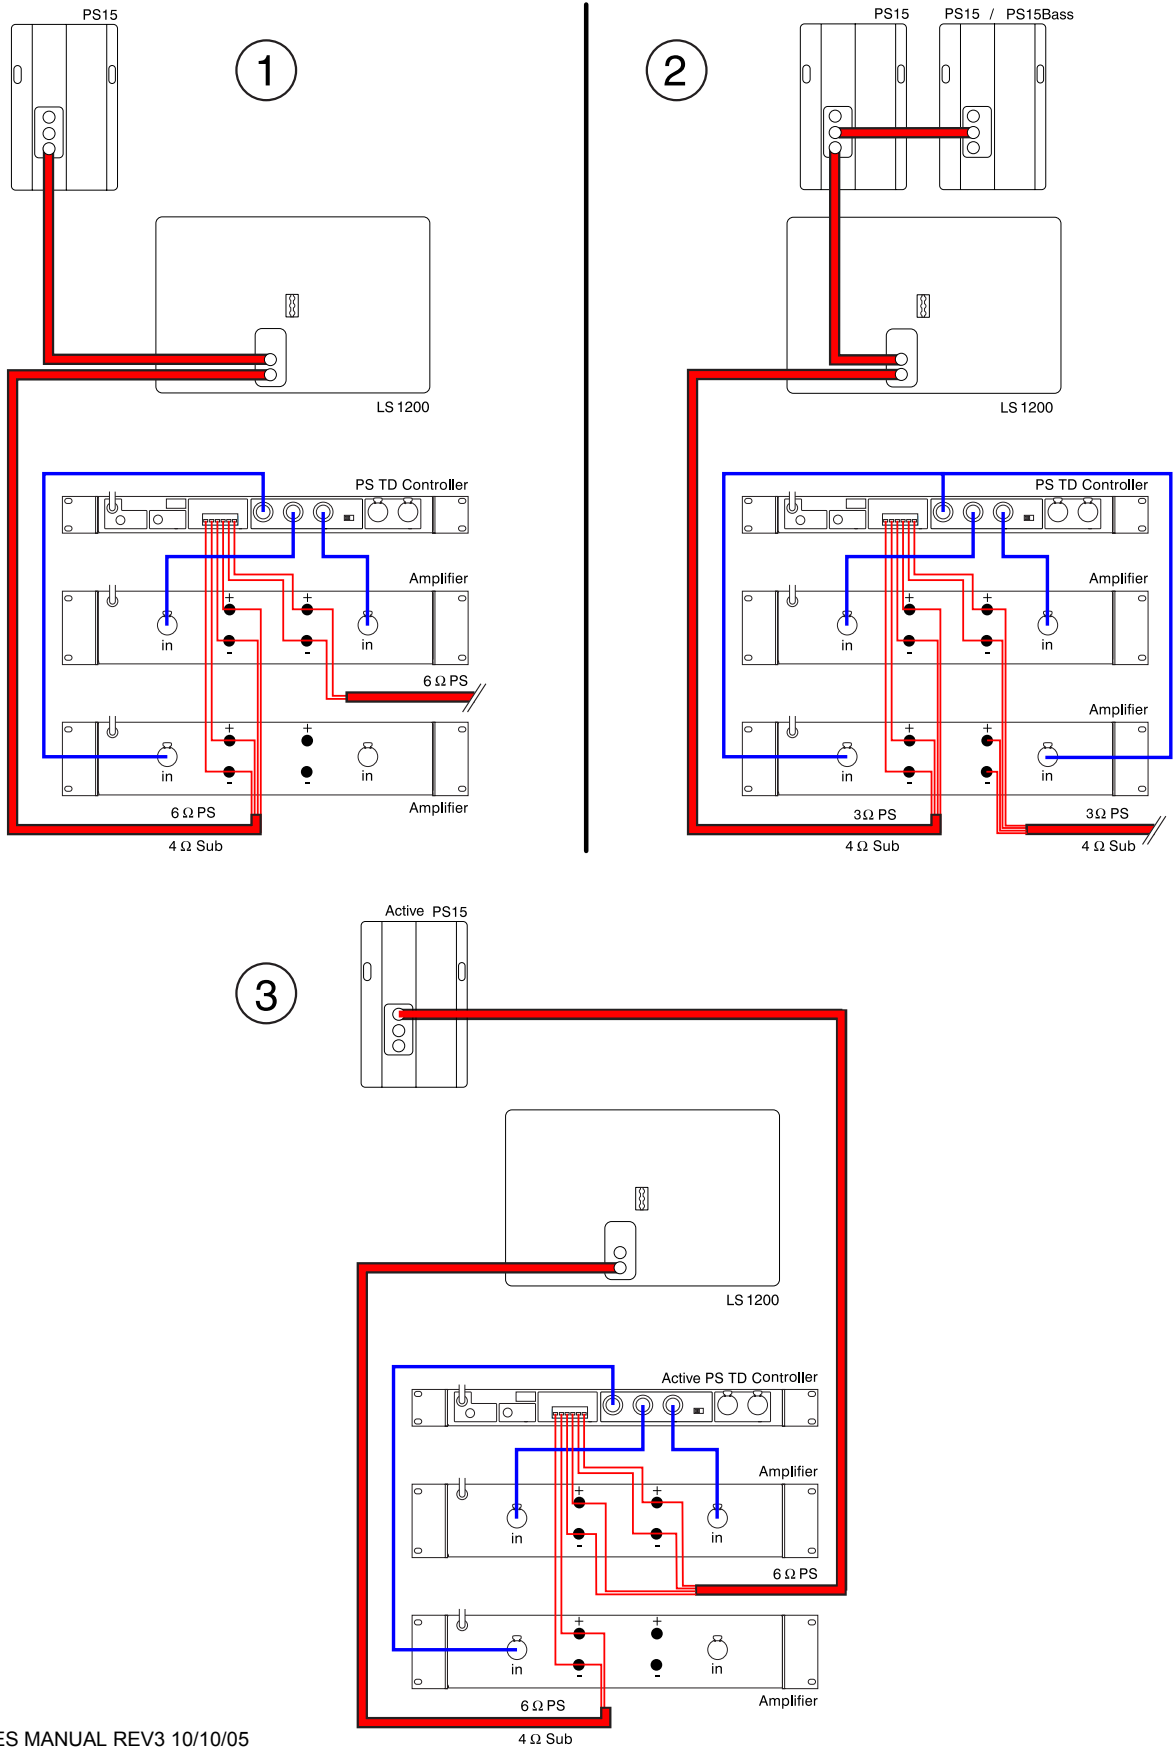 PS15
1
LS 1200
PS TD Controller
Amplifier
+ +
in in
- -
6 Ω PS
+ +
in in
- -
Amplifier
6 Ω PS
4 Ω Sub
2
PS15
PS15 / PS15Bass
LS 1200
PS TD Controller
Amplifier
+ +
in in
- -
Amplifier
+ +
in in
- -
3Ω PS
4 Ω Sub
3Ω PS
4 Ω Sub
3
Active PS15
LS 1200
Active PS TD Controller
Amplifier
+ +
in in
- -
6 Ω PS
+ +
in in
- -
Amplifier
6 Ω PS
4 Ω Sub
ES MANUAL REV3 10/10/05